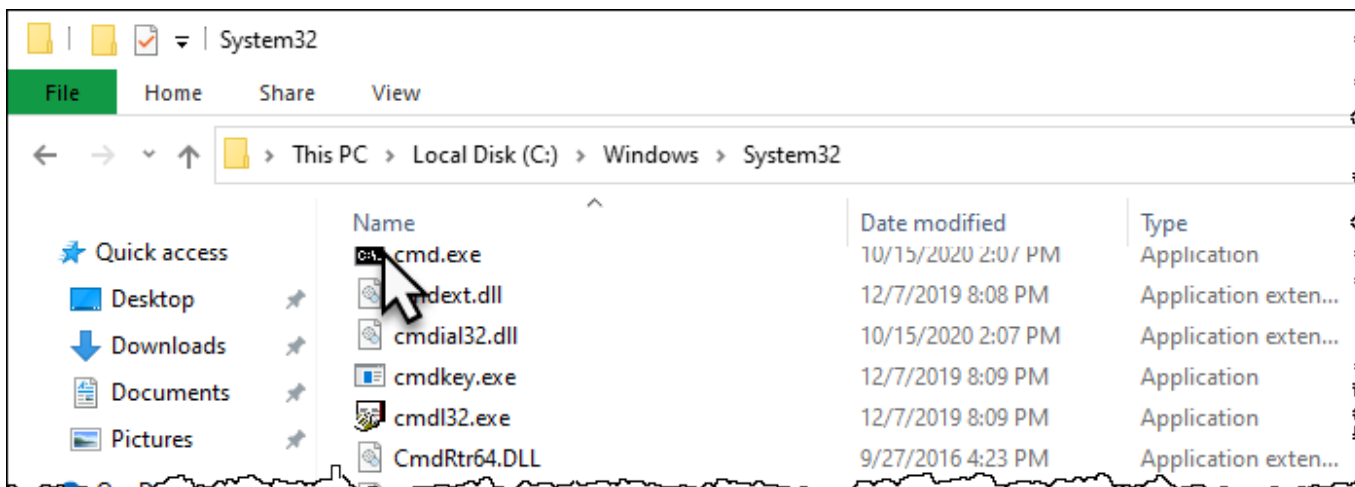 System32
File Home Share View
This PC > Local Disk (C:) > Windows > System32
Name Date modified Type
Quick access
cmd.exe 10/15/2020 2:07 PM Application
Desktop
12/7/2019 8:08 PM Application exten...
cmdial32.dll 10/15/2020 2:07 PM Application exten...
Downloads
cmdkey.exe 12/7/2019 8:09 PM Application
Documents
cmdl32.exe 12/7/2019 8:09 PM Application
Pictures
CmdRtr64.DLL 9/27/2016 4:23 PM Application exten...